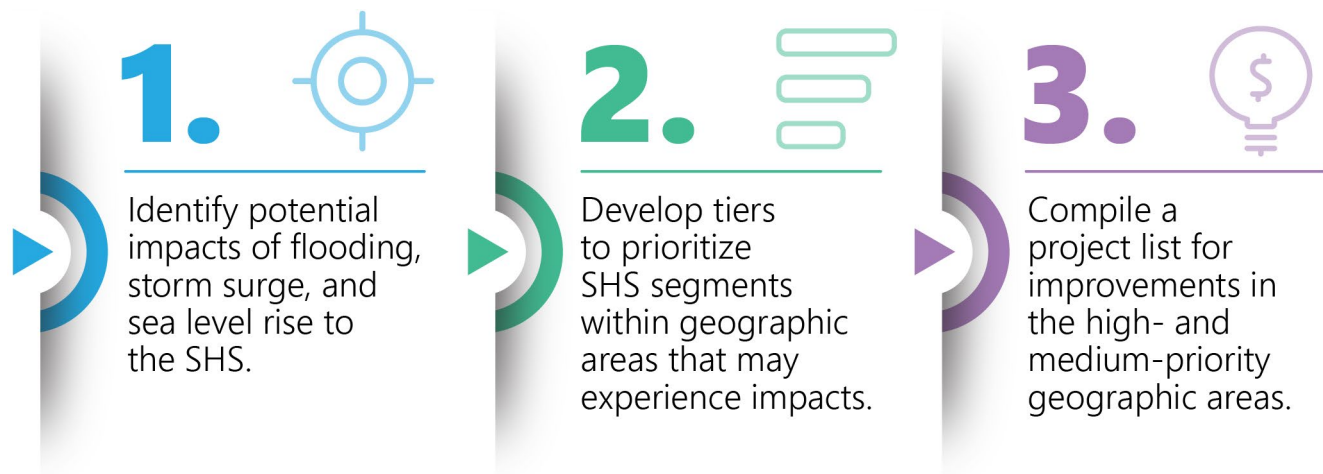 1.
Identify potential
impacts of flooding,
storm surge, and
sea level rise to
the SHS.
2.
Develop tiers
to prioritize
SHS segments
within geographic
areas that may
experience impacts.
3.
$
Compile a
project list for
improvements in
the high- and
medium-priority
geographic areas.